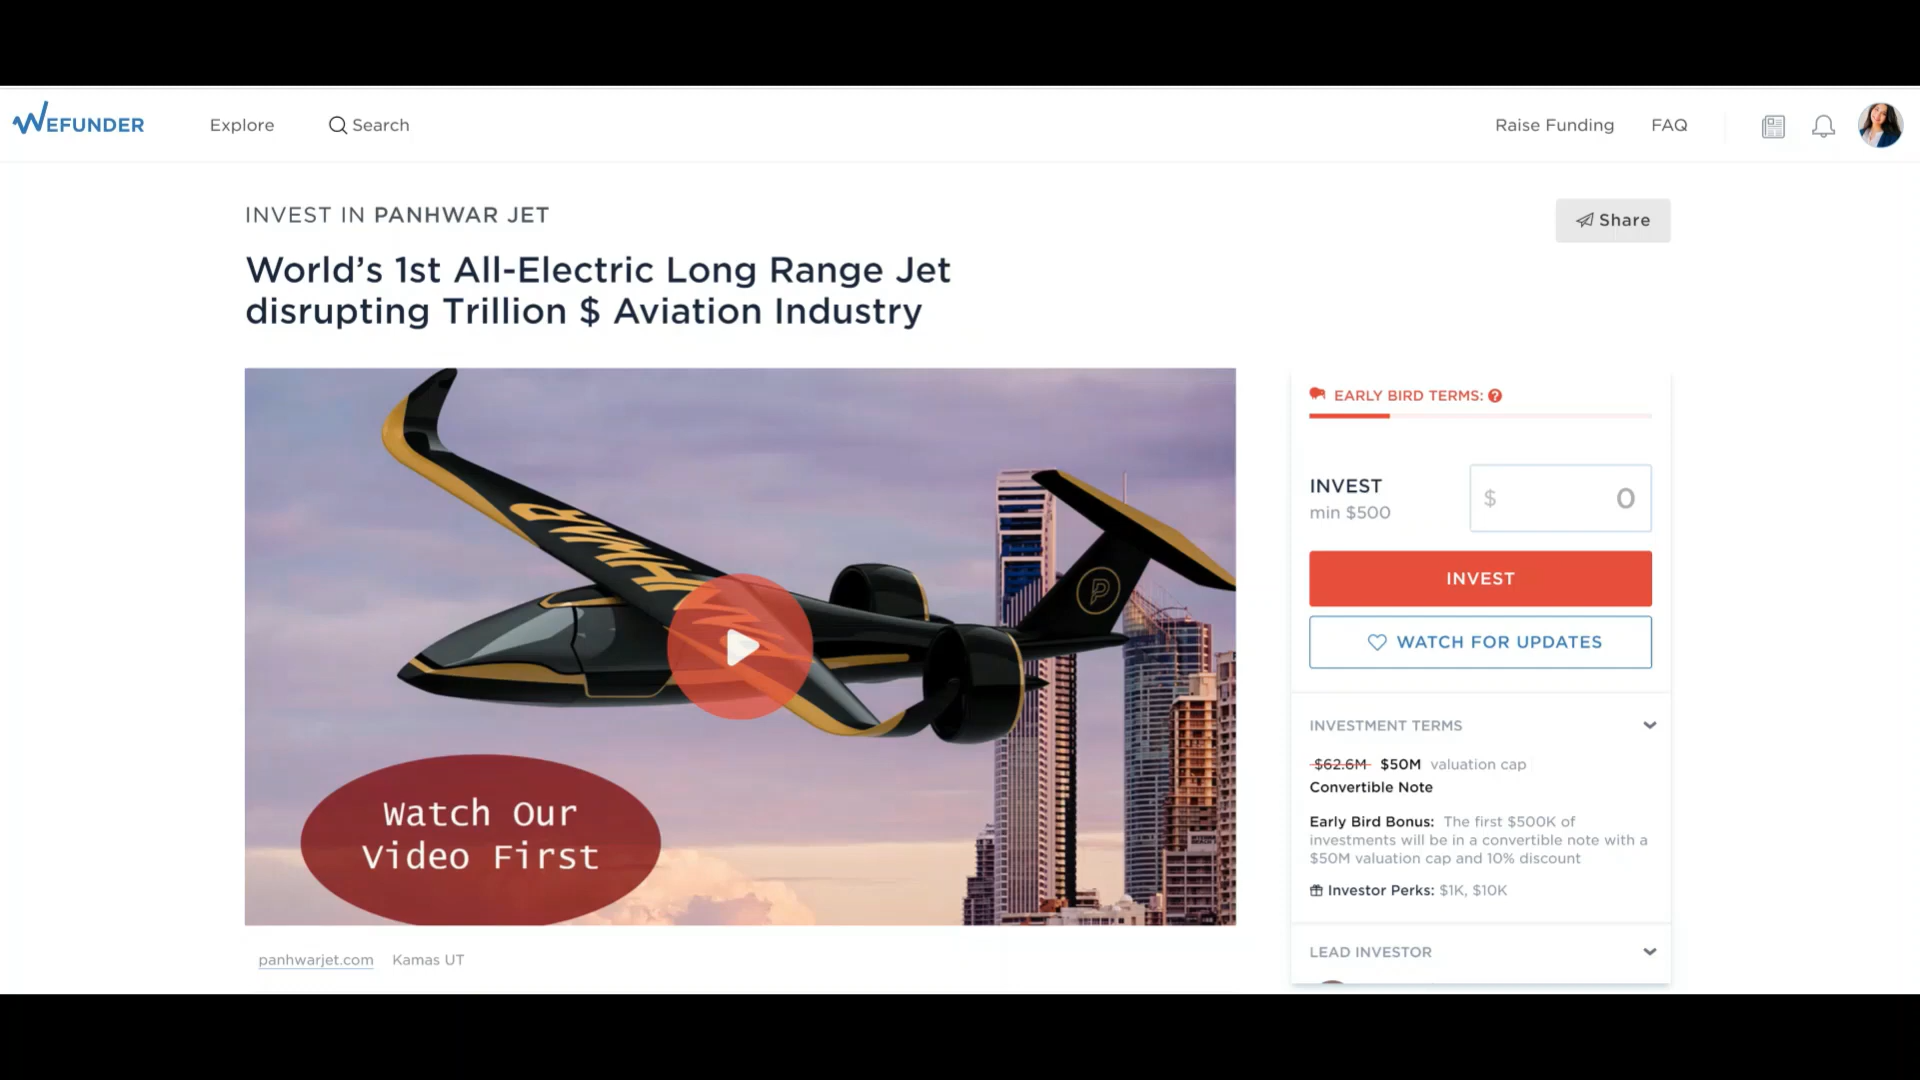 WEFUNDER
Explore
Search
Raise Funding
FAQ
INVEST IN PANHWAR JET
Share
World’s 1st All-Electric Long Range Jet
disrupting Trillion $ Aviation Industry
P
Watch Our
Video First
panhwarjet.com
Kamas UT
EARLY BIRD TERMS: ?
INVEST
min $500
$ 0
INVEST
WATCH FOR UPDATES
INVESTMENT TERMS
$62.6M $50M valuation cap
Convertible Note
Early Bird Bonus: The first $500K of
investments will be in a convertible note with a
$50M valuation cap and 10% discount
Investor Perks: $1K, $10K
LEAD INVESTOR